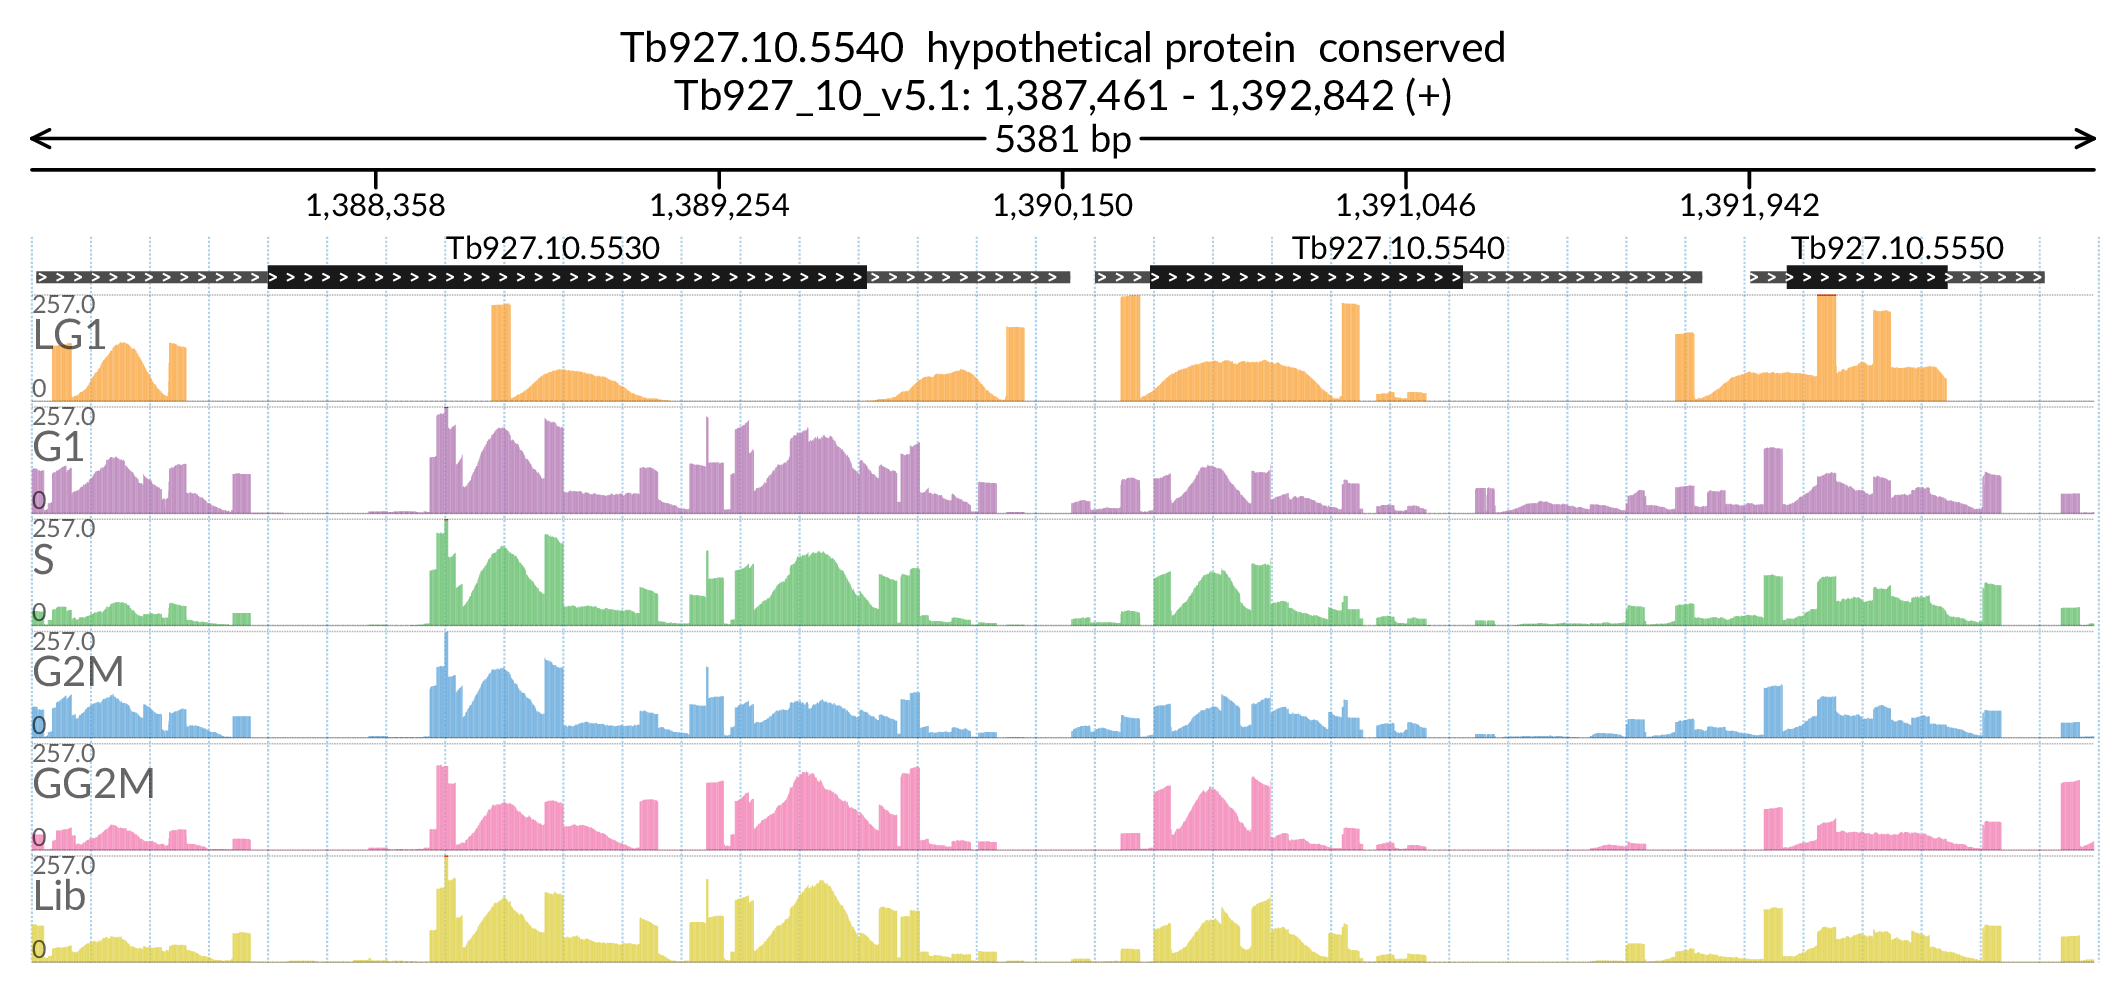 Tb927.10.5540 hypothetical protein conserved
Tb927_10_v5.1: 1,387,461 - 1,392,842 (+)
5381 bp
1,388,358 1,389,254 1,390,150 1,391,046 1,391,942
Tb927.10.5530 Tb927.10.5540 Tb927.10.5550
257.0
LG1
0
257.0
G1
0
257.0
S
0
257.0
G2M
0
257.0
GG2M
0
257.0
Lib
0